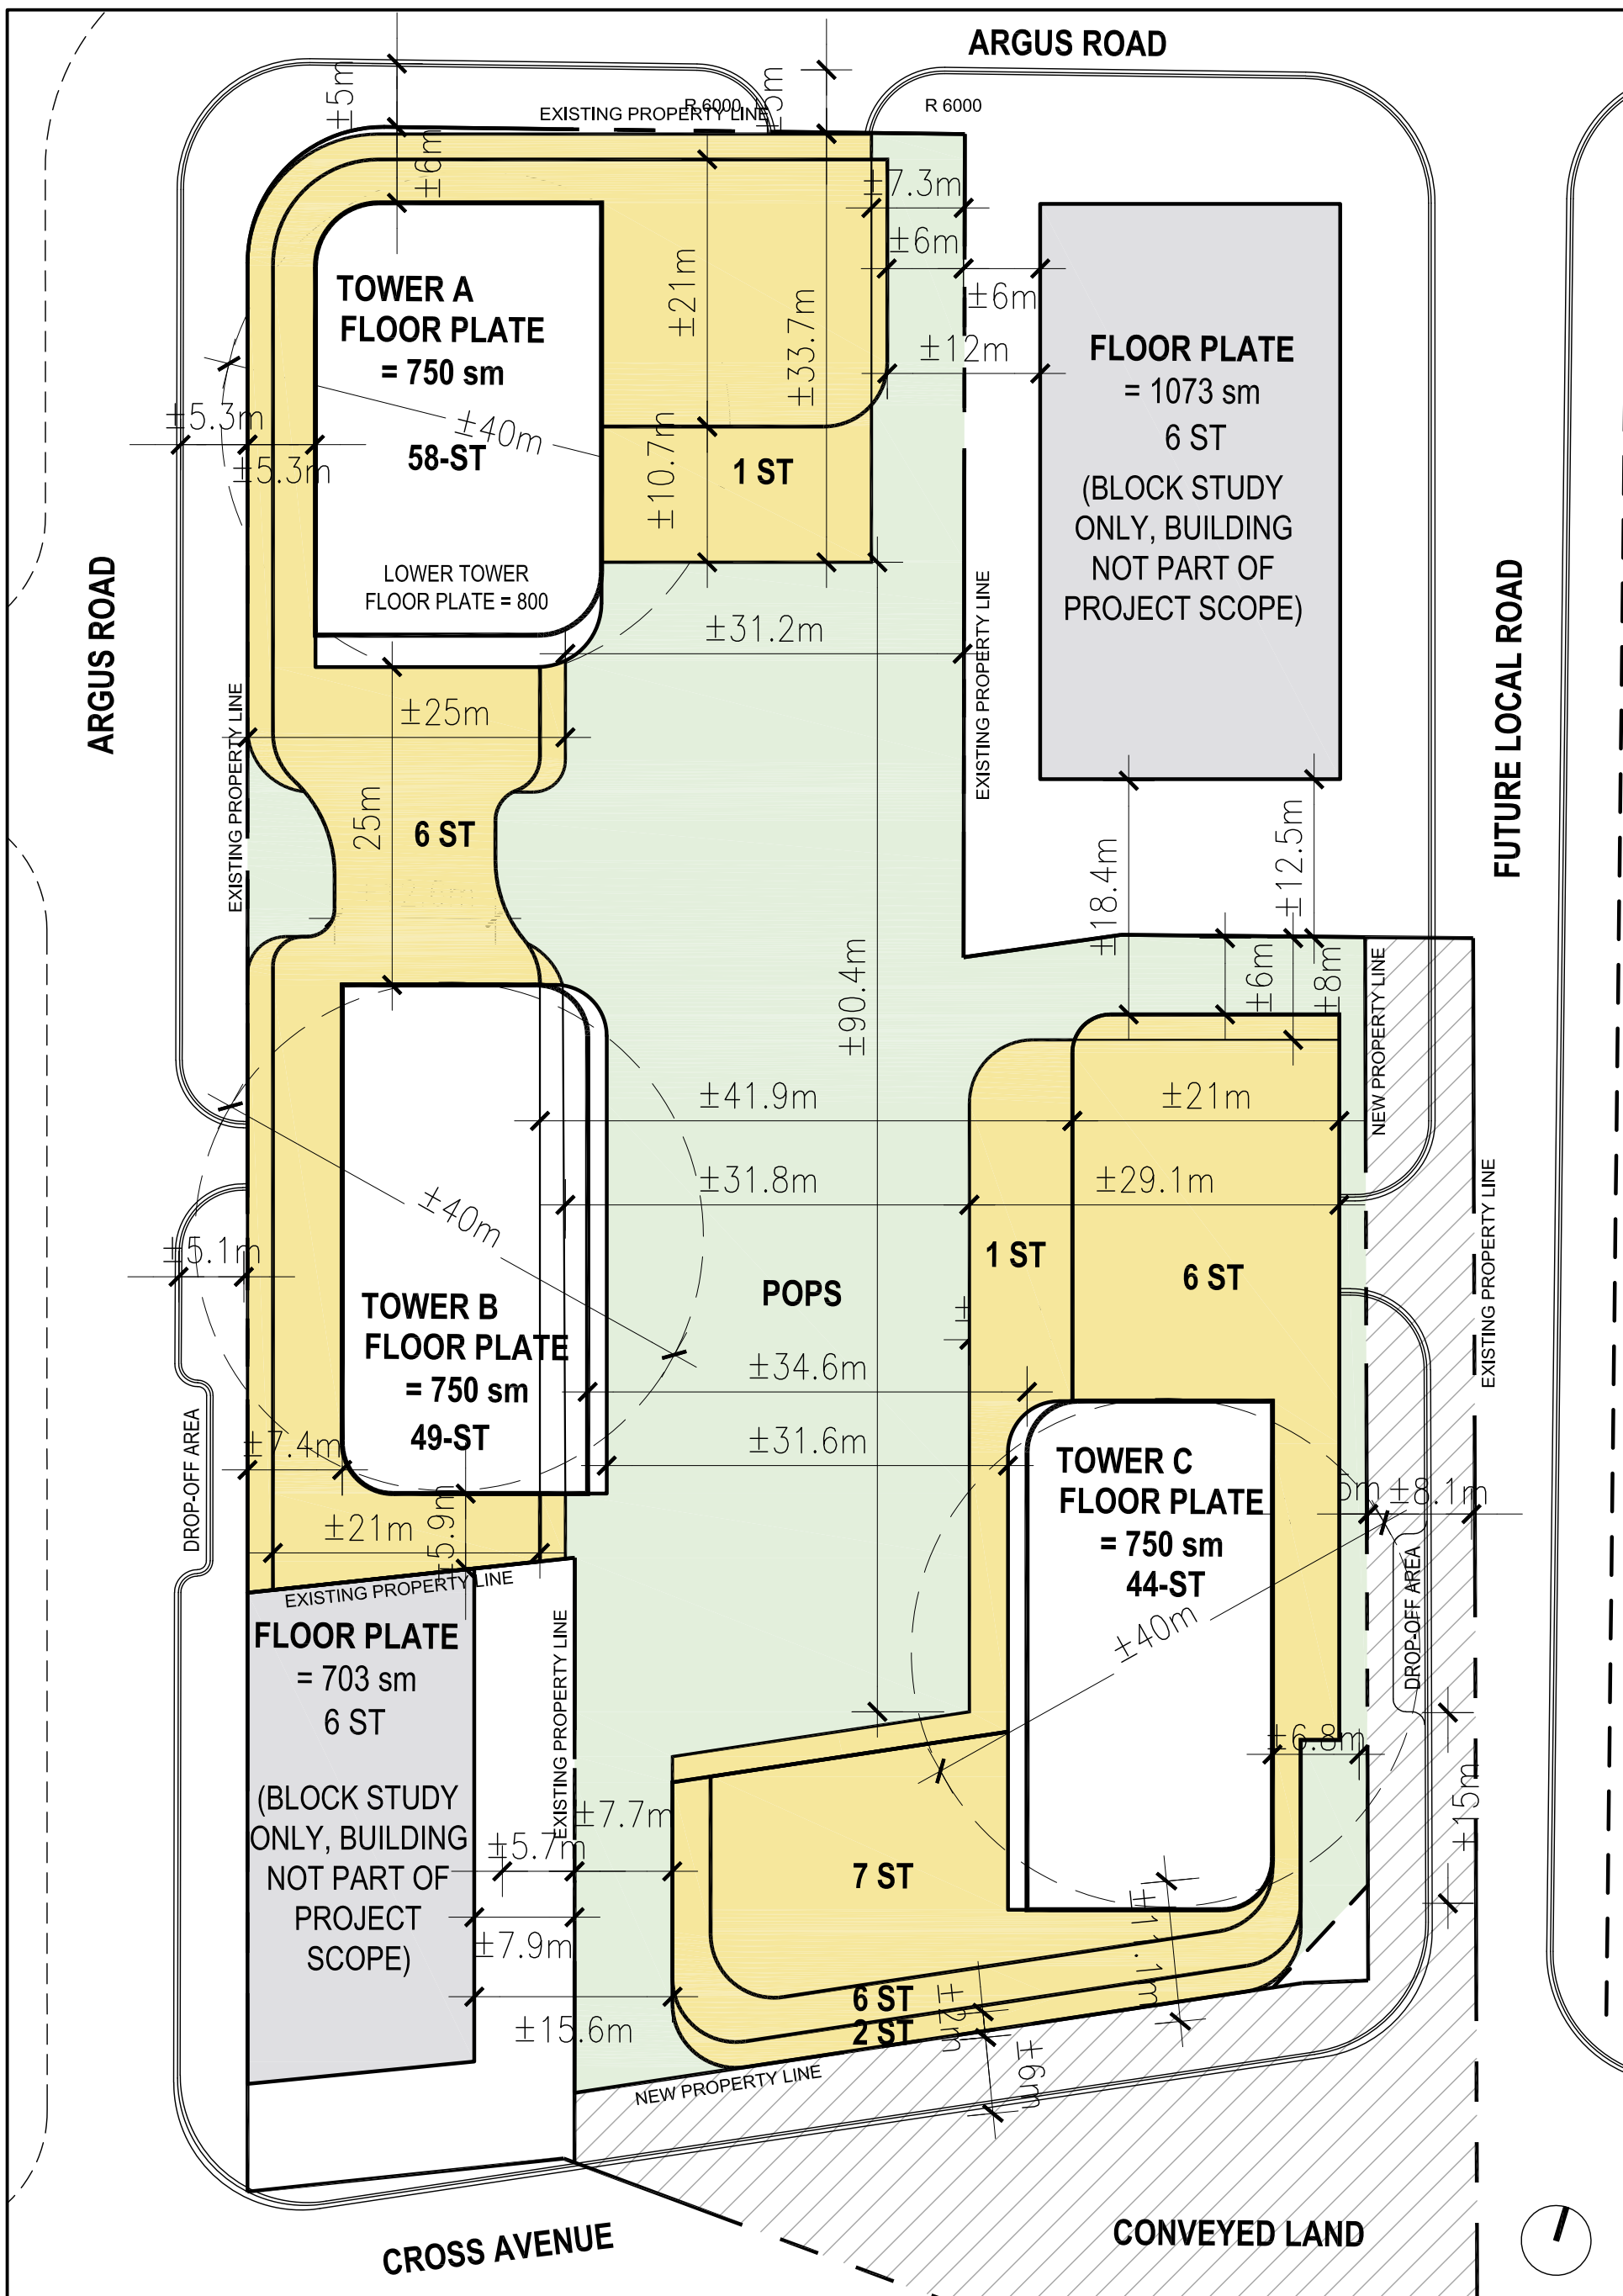 ARGUS ROAD
±5m
±5m
R 6000
R 6000
EXISTING PROPERTY LINE
±6m
±7.3m
±6m
±6m
±12m
±21m
±33.7m
TOWER A
FLOOR PLATE
= 750 sm
58-ST
±40m
±5.3m
±5.3m
±10.7m
1 ST
LOWER TOWER
FLOOR PLATE = 800
FLOOR PLATE
= 1073 sm
6 ST
(BLOCK STUDY
ONLY, BUILDING
NOT PART OF
PROJECT SCOPE)
ARGUS ROAD
FUTURE LOCAL ROAD
EXISTING PROPERTY LINE
EXISTING PROPERTY LINE
±31.2m
±25m
25m
6 ST
±18.4m
±12.5m
±6m
±8m
NEW PROPERTY LINE
±90.4m
±41.9m
±21m
±31.8m
±29.1m
EXISTING PROPERTY LINE
±40m
±5.1m
1 ST
6 ST
POPS
TOWER B
FLOOR PLATE
= 750 sm
49-ST
±34.6m
±31.6m
DROP-OFF AREA
±7.4m
±21m
±5.9m
TOWER C
FLOOR PLATE
= 750 sm
44-ST
±40m
5m
±8.1m
DROP-OFF AREA
EXISTING PROPERTY LINE
FLOOR PLATE
= 703 sm
6 ST
(BLOCK STUDY
ONLY, BUILDING
NOT PART OF
PROJECT
SCOPE)
EXISTING PROPERTY LINE
±6.8m
±15m
±7.7m
±5.7m
±7.9m
±15.6m
7 ST
±11.1m
6 ST
2 ST
±2m
±6m
NEW PROPERTY LINE
CROSS AVENUE
CONVEYED LAND